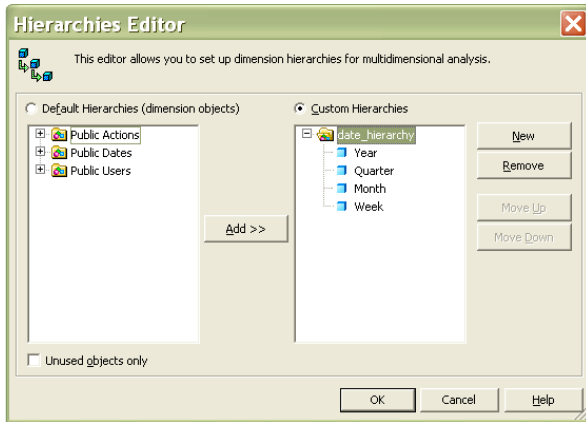 Hierarchies Editor
This editor allows you to set up dimension hierarchies for multidimensional analysis.
Default Hierarchies (dimension objects)
Custom Hierarchies
Public Actions
Public Dates
Public Users
Add >>
date_hierarchy
Year
Quarter
Month
Week
New
Remove
Move Up
Move Down
Unused objects only
OK
Cancel
Help